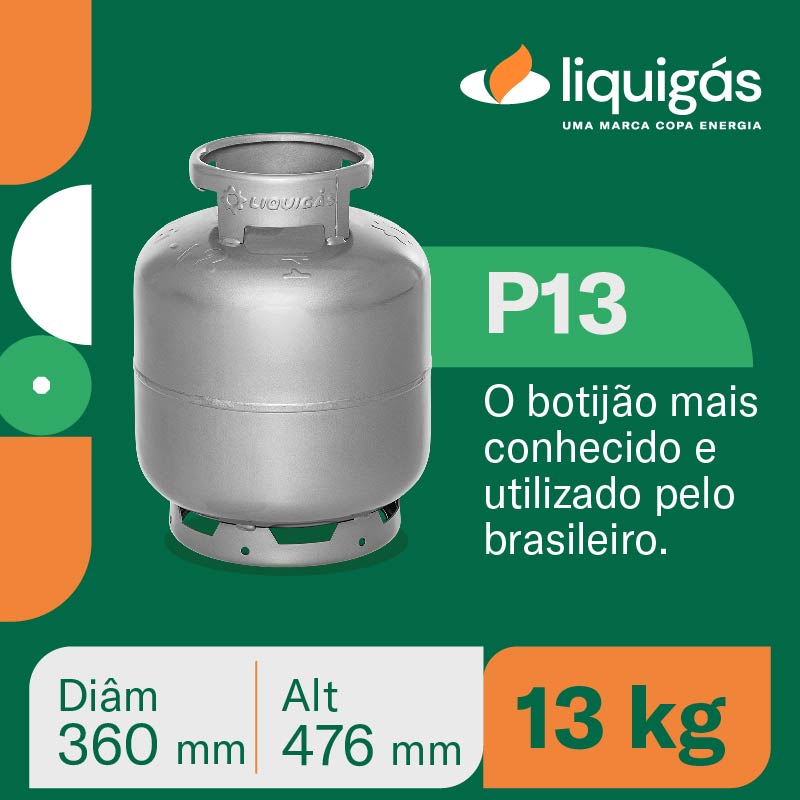 liquigás
UMA MARCA COPA ENERGIA
LIQUIGÁS
P13
O botijão mais
conhecido e
utilizado pelo
brasileiro.
Diâm
360 mm
Alt
476 mm
13 kg